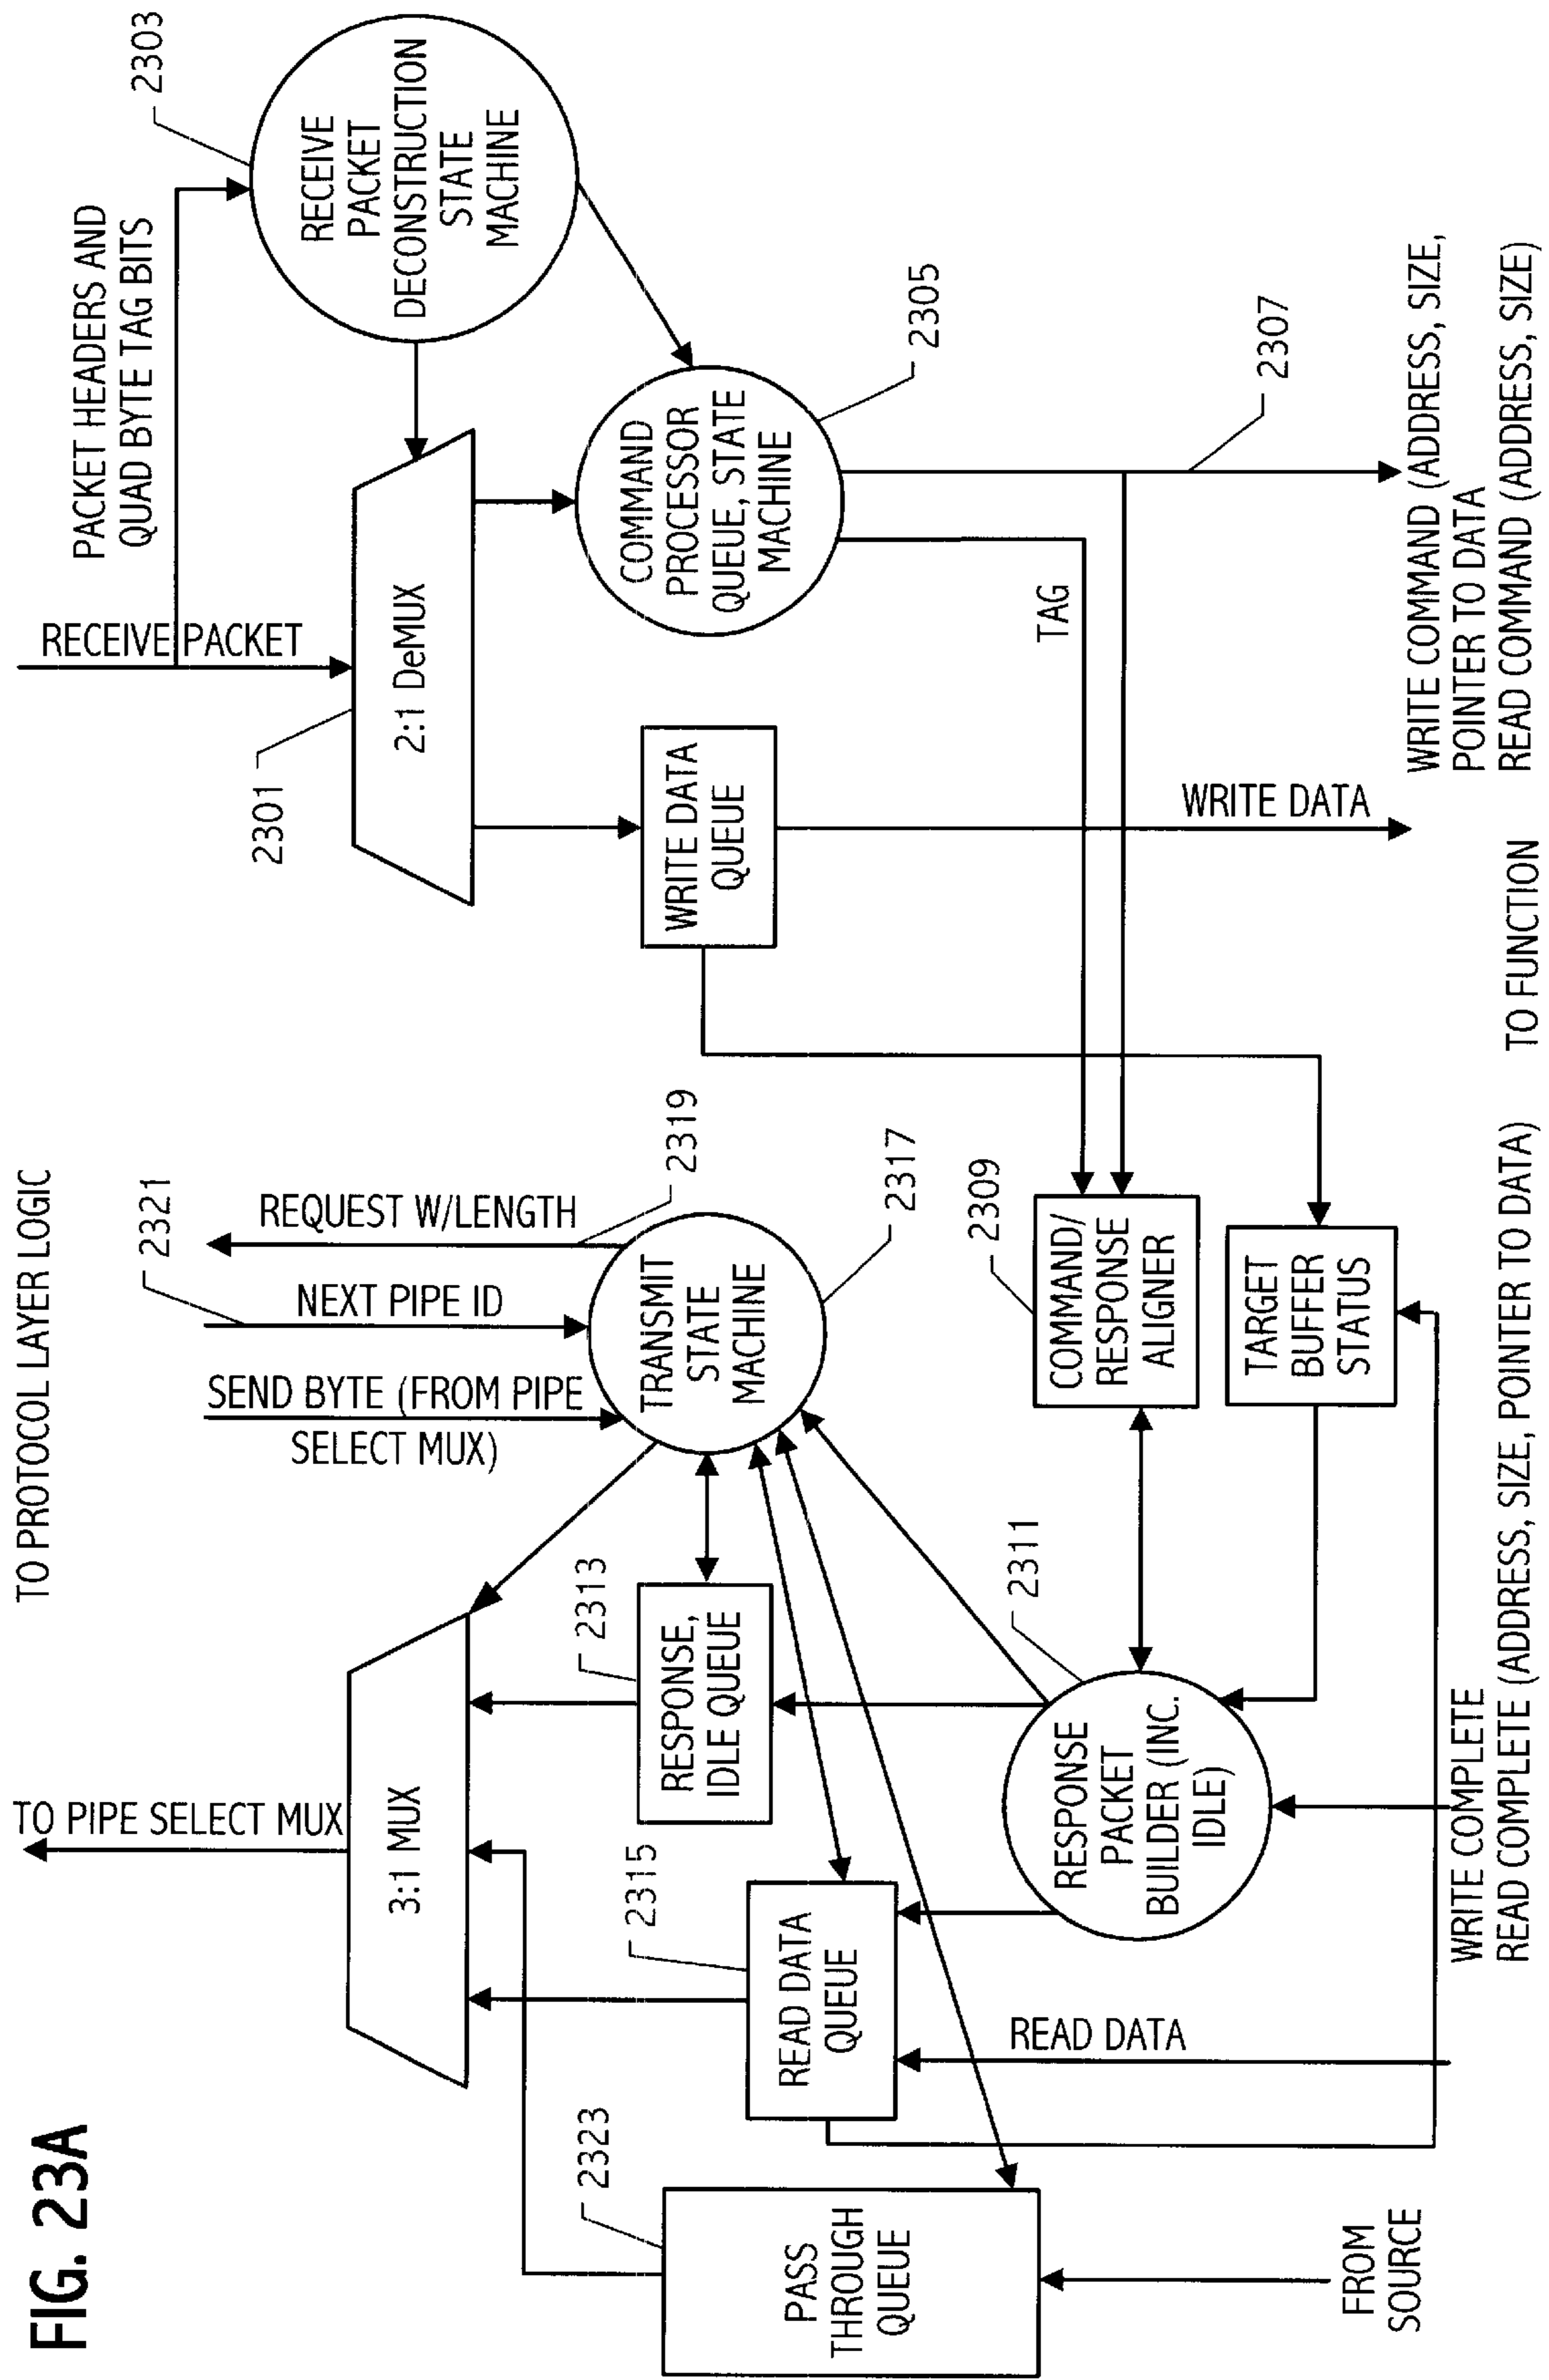 FIG. 23A
TO PROTOCOL LAYER LOGIC
TO PIPE SELECT MUX
RECEIVE PACKET
PACKET HEADERS AND
QUAD BYTE TAG BITS
2303
RECEIVE
PACKET
DECONSTRUCTION
STATE
MACHINE
2301
2:1 DeMUX
3:1 MUX
SEND BYTE (FROM PIPE
SELECT MUX)
NEXT PIPE ID
2321
REQUEST W/LENGTH
2319
TRANSMIT
STATE
MACHINE
2317
2323
PASS
THROUGH
QUEUE
2315
READ DATA
QUEUE
2313
RESPONSE,
IDLE QUEUE
WRITE DATA
QUEUE
COMMAND
PROCESSOR
QUEUE, STATE
MACHINE
2305
TAG
2307
2311
RESPONSE
PACKET
BUILDER (INC.
IDLE)
2309
COMMAND/
RESPONSE
ALIGNER
TARGET
BUFFER
STATUS
FROM
SOURCE
READ DATA
WRITE COMPLETE
READ COMPLETE (ADDRESS, SIZE, POINTER TO DATA)
TO FUNCTION
WRITE DATA
WRITE COMMAND (ADDRESS, SIZE,
POINTER TO DATA
READ COMMAND (ADDRESS, SIZE)